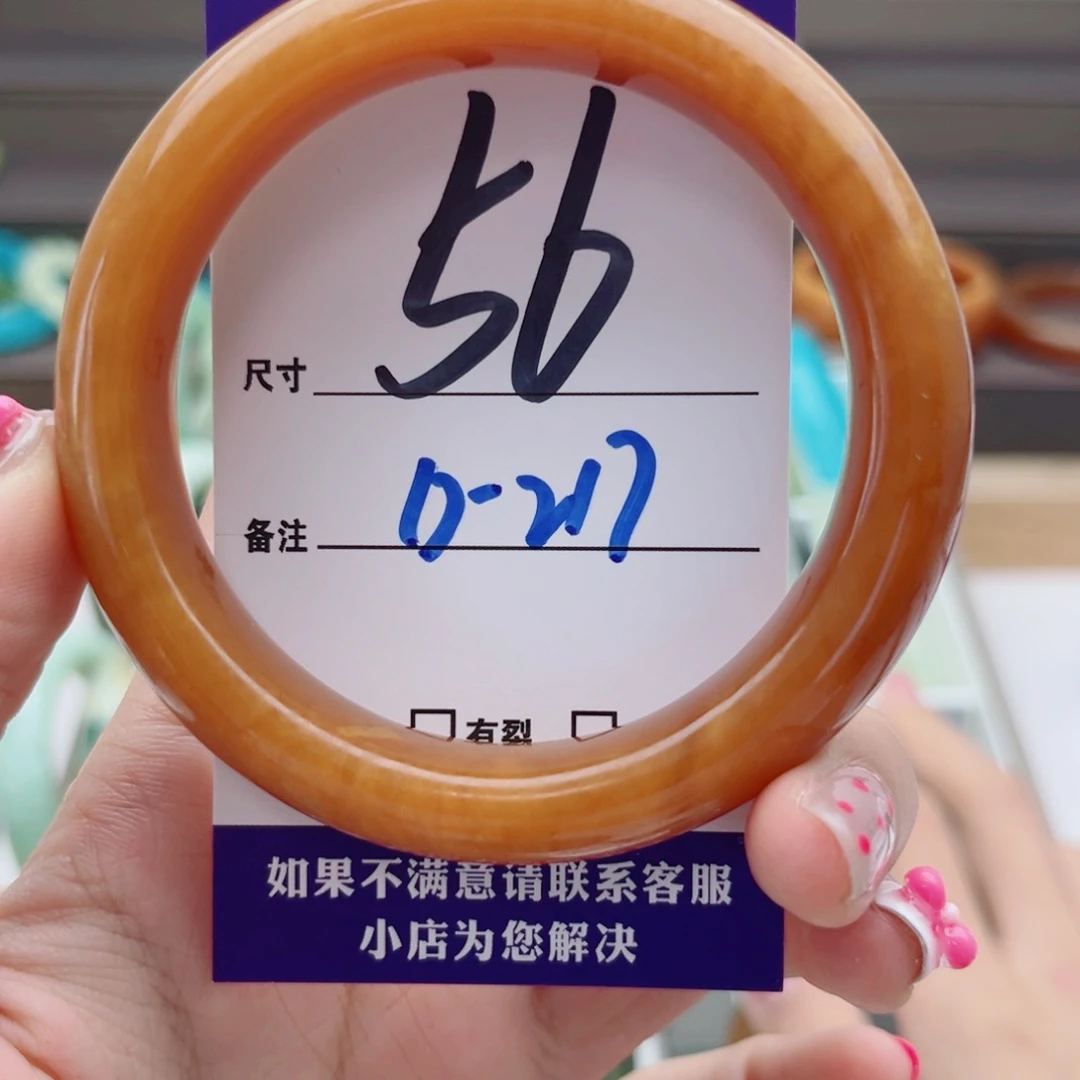 尺寸 56
备注 0-217
□有裂 □
如果不满意请联系客服
小店为您解决